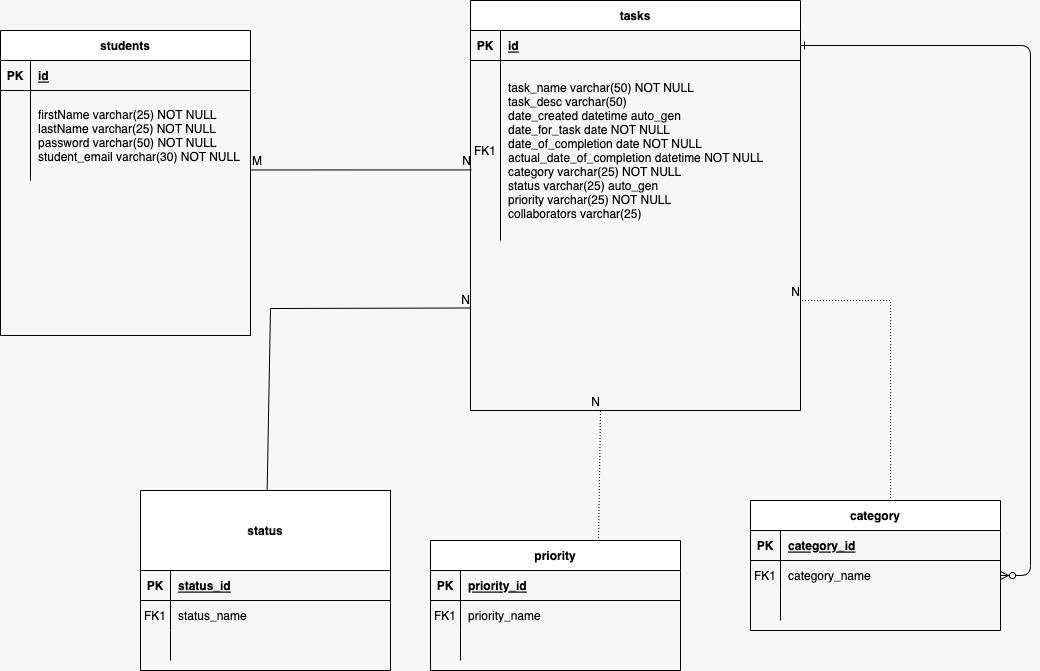 tasks
PK id
task_name varchar(50) NOT NULL
task_desc varchar(50)
date_created datetime auto_gen
date_for_task date NOT NULL
date_of_completion date NOT NULL
FK1
actual_date_of_completion datetime NOT NULL
category varchar(25) NOT NULL
status varchar(25) auto_gen
priority varchar(25) NOT NULL
collaborators varchar(25)
students
PK id
firstName varchar(25) NOT NULL
lastName varchar(25) NOT NULL
password varchar(50) NOT NULL
student_email varchar(30) NOT NULL
M
N
N
N
N
status
PK status_id
FK1 status_name
priority
PK priority_id
FK1 priority_name
category
PK category_id
FK1 category_name